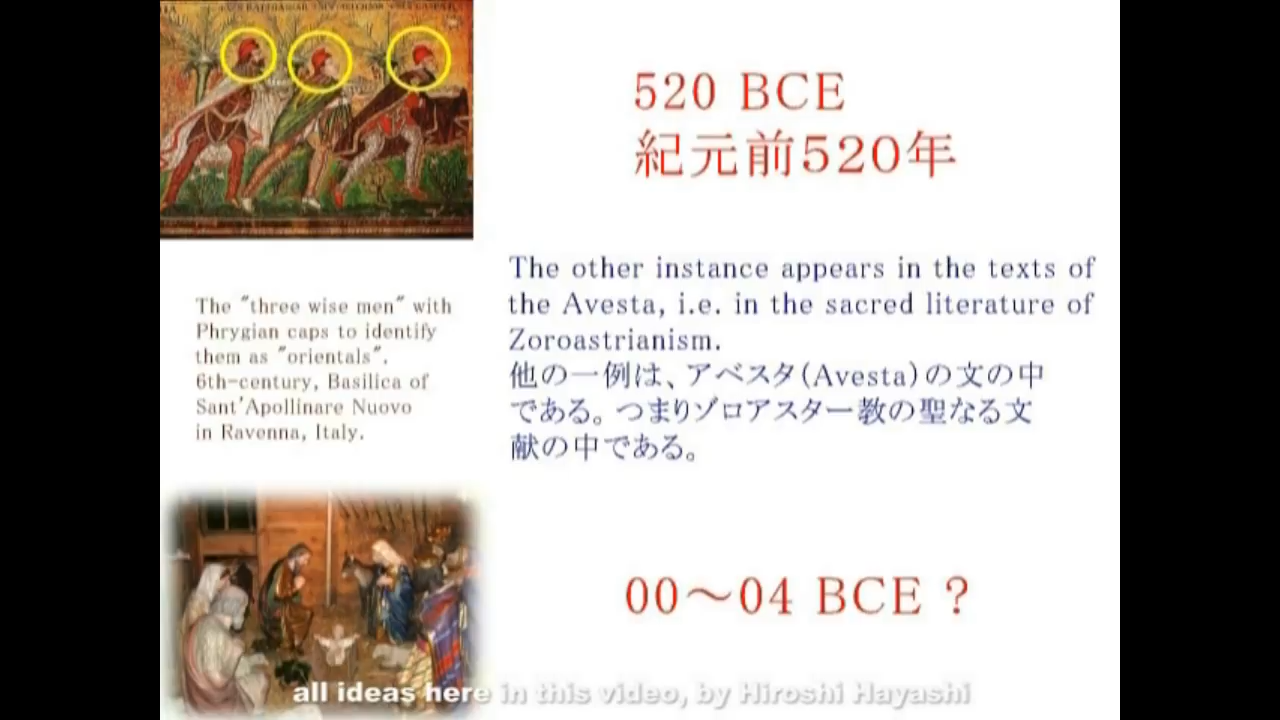 520 BCE
紀元前520年
The other instance appears in the texts of
the Avesta, i.e. in the sacred literature of
Zoroastrianism.
他の一例は、アベスタ(Avesta)の文の中
である。つまりゾロアスター教の聖なる文
献の中である。
The "three wise men" with
Phrygian caps to identify
them as "orientals".
6th-century, Basilica of
Sant'Apollinare Nuovo
in Ravenna, Italy.
00～04 BCE ?
all ideas here in this video, by Hiroshi Hayashi